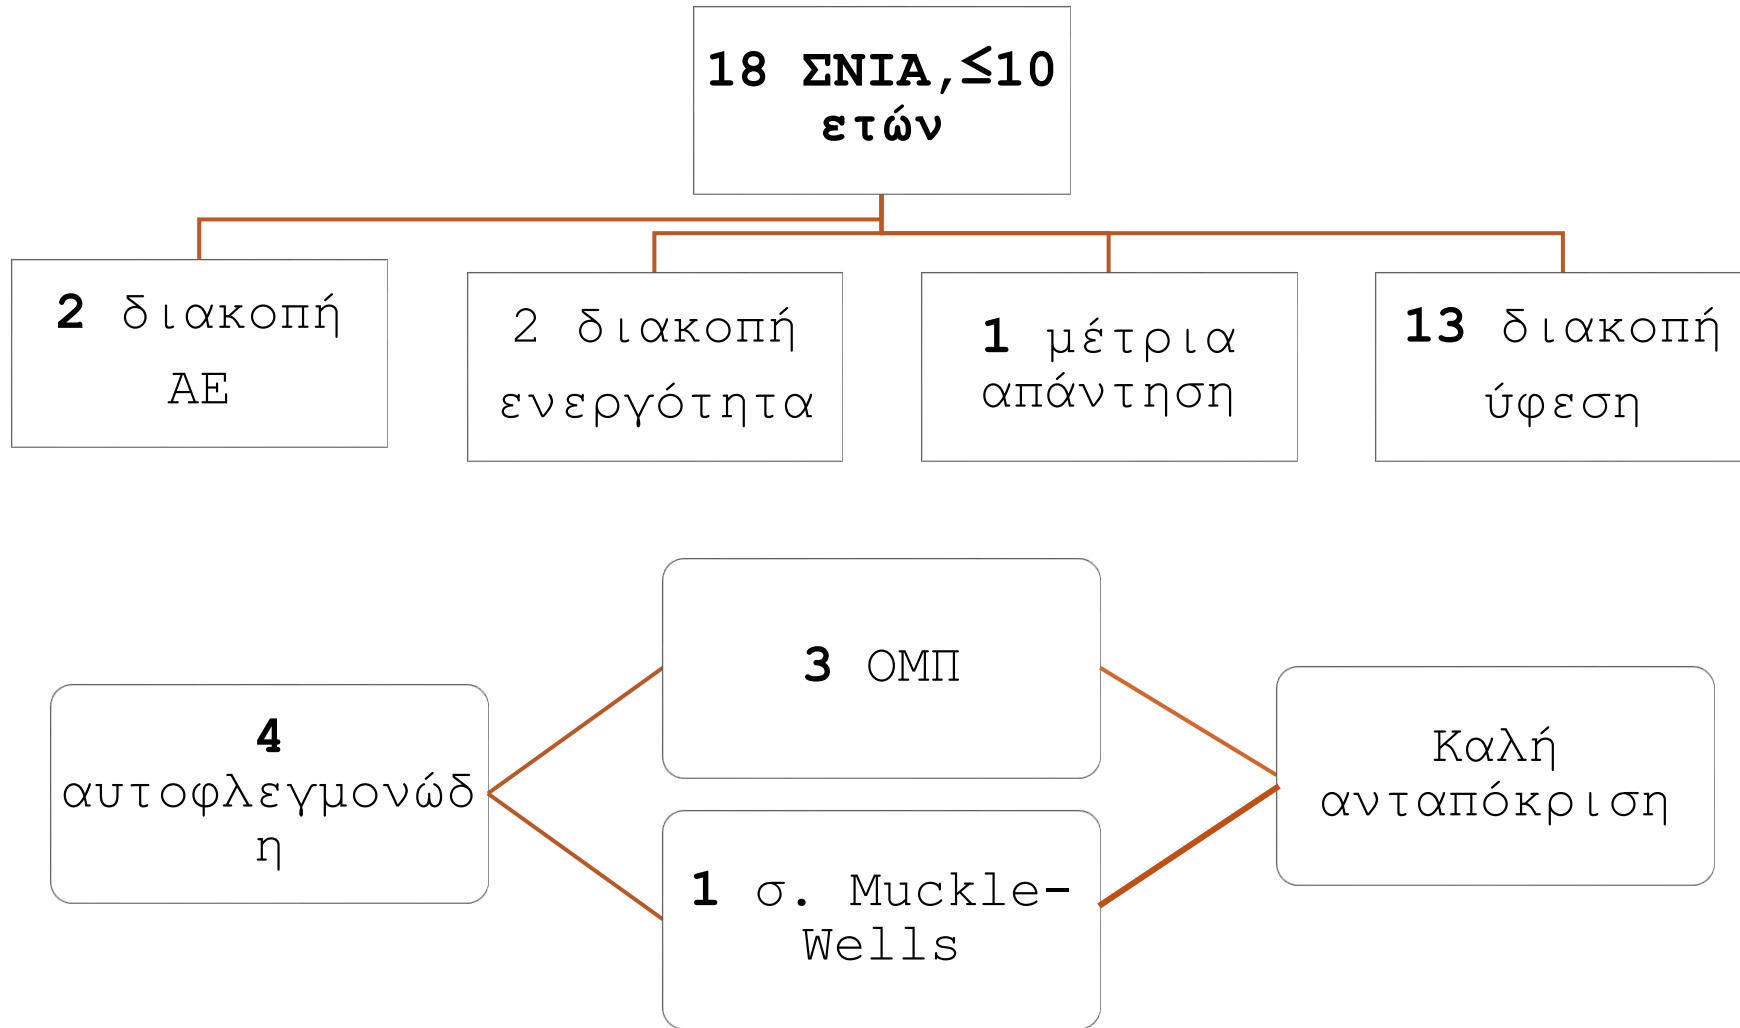 18 ΣΝΙΑ,≤10
ετών
2 διακοπή
ΑΕ
2 διακοπή
ενεργότητα
1 μέτρια
απάντηση
13 διακοπή
ύφεση
4
αυτοφλεγμονώδ
η
3 ΟΜΠ
1 σ. Muckle-
Wells
Καλή
ανταπόκριση